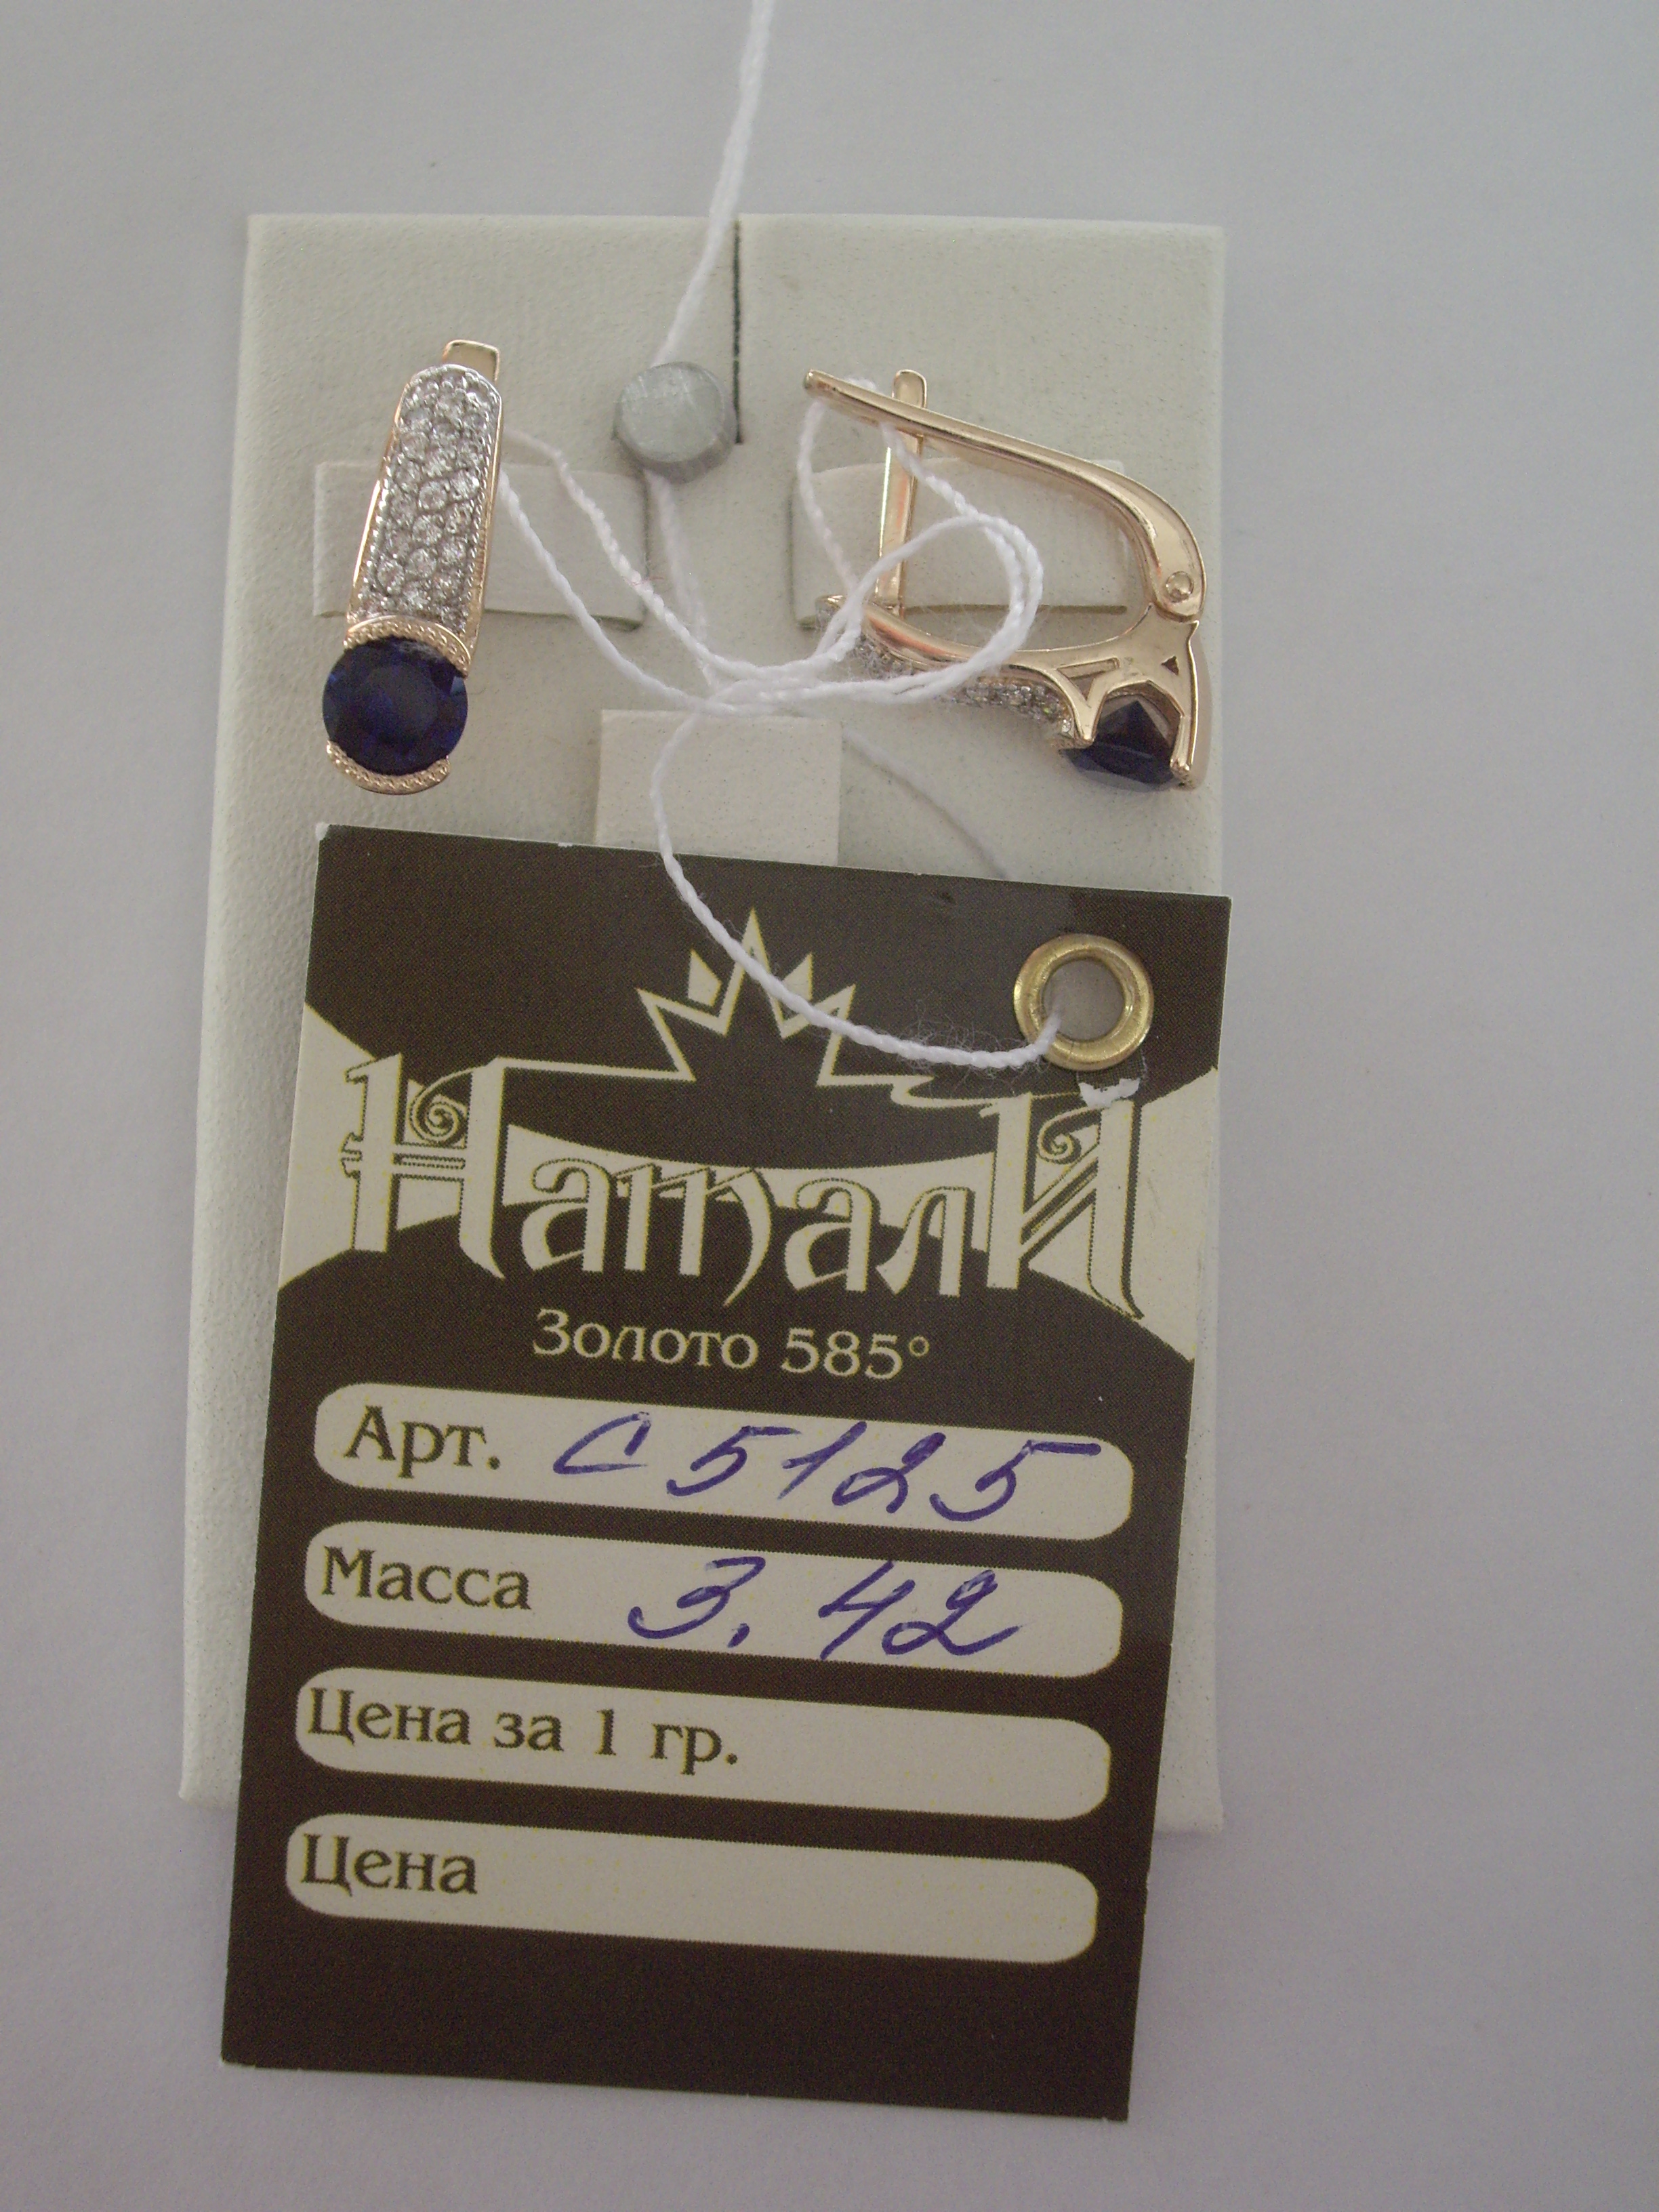 Натали
Золото 585°
Арт. С5125
Масса 3.42
Цена за 1 гр.
Цена